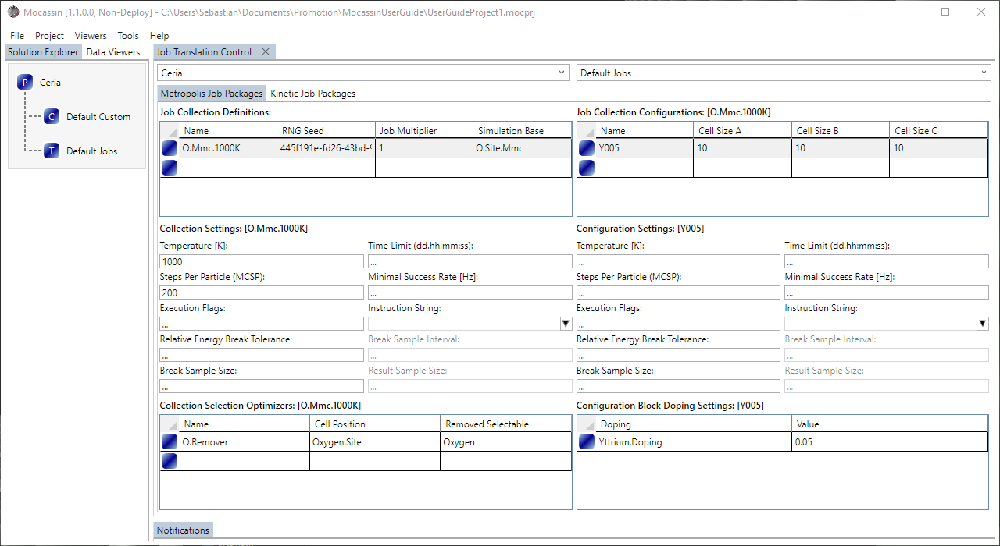 Mocassin [1.1.0.0, Non-Deploy] - C:\Users\Sebastian\Documents\Promotion\MocassinUserGuide\UserGuideProject1.mocprj
File Project Viewers Tools Help
Solution Explorer Data Viewers
Job Translation Control
P Ceria
C Default Custom
T Default Jobs
Ceria
Default Jobs
Metropolis Job Packages Kinetic Job Packages
Job Collection Definitions:
Name RNG Seed Job Multiplier Simulation Base
O.Mmc.1000K 445f191e-fd26-43bd- 1 O.Site.Mmc
Job Collection Configurations: [O.Mmc.1000K]
Name Cell Size A Cell Size B Cell Size C
Y005 10 10 10
Collection Settings: [O.Mmc.1000K]
Temperature [K]: Time Limit (dd.hh:mm:ss):
1000 ...
Steps Per Particle (MCSP): Minimal Success Rate [Hz]:
200 ...
Execution Flags: Instruction String:
...
Relative Energy Break Tolerance: Break Sample Interval:
... ...
Break Sample Size: Result Sample Size:
... ...
Configuration Settings: [Y005]
Temperature [K]: Time Limit (dd.hh:mm:ss):
... ...
Steps Per Particle (MCSP): Minimal Success Rate [Hz]:
... ...
Execution Flags: Instruction String:
...
Relative Energy Break Tolerance: Break Sample Interval:
... ...
Break Sample Size: Result Sample Size:
... ...
Collection Selection Optimizers: [O.Mmc.1000K]
Name Cell Position Removed Selectable
O.Remover Oxygen.Site Oxygen
Configuration Block Doping Settings: [Y005]
Doping Value
Yttrium.Doping 0.05
Notifications